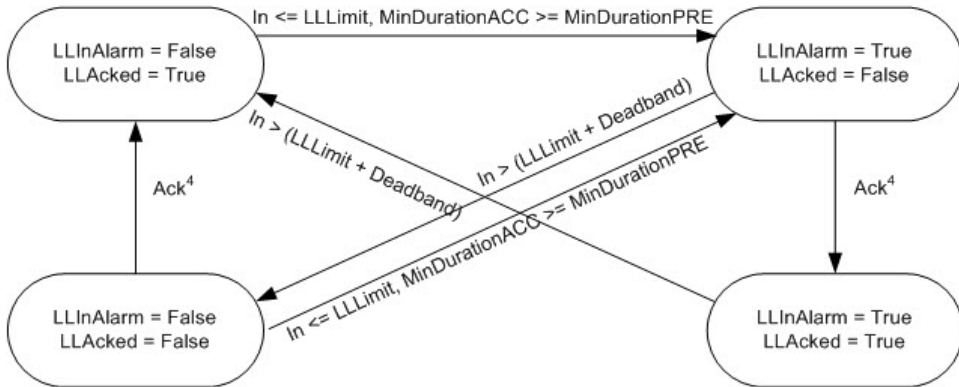 In <= LLLimit, MinDurationACC >= MinDurationPRE
LLInAlarm = False
LLAcked = True
LLInAlarm = True
LLAcked = False
In > (LLLimit + Deadband)
In > (LLLimit + Deadband)
In <= LLLimit, MinDurationACC >= MinDurationPRE
Ack⁴
Ack⁴
LLInAlarm = False
LLAcked = False
LLInAlarm = True
LLAcked = True